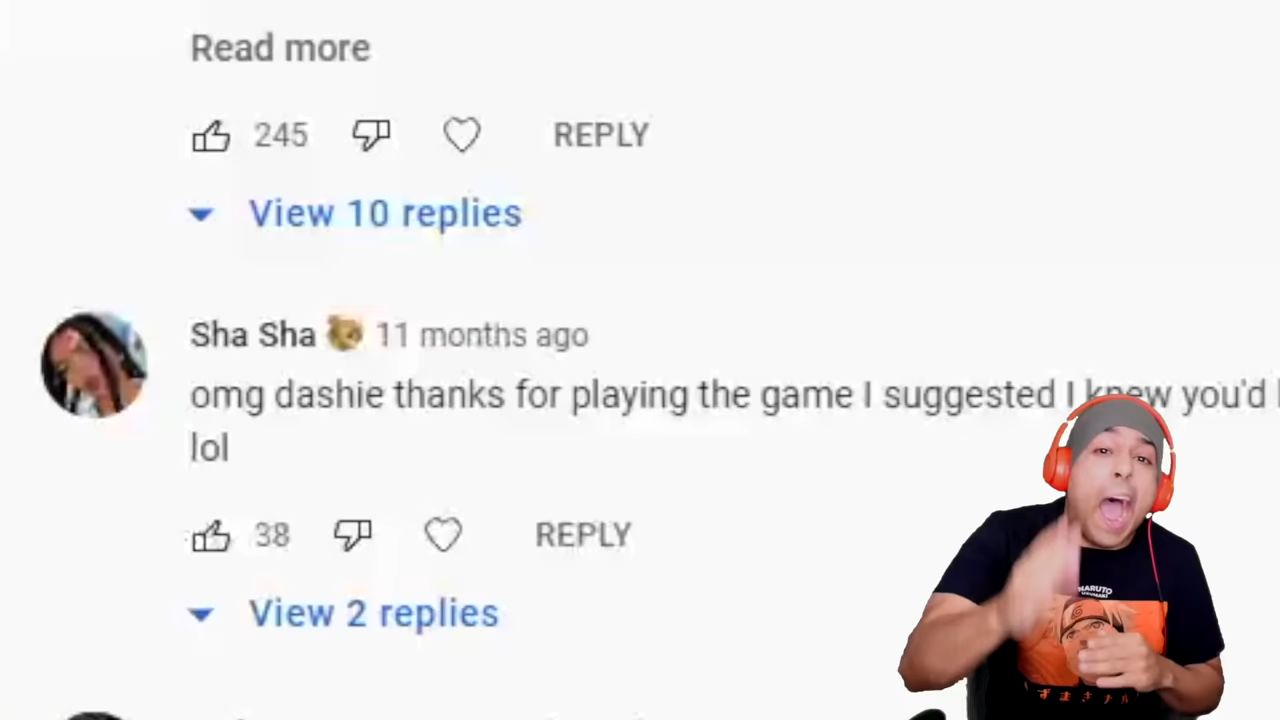 Read more
245 REPLY
View 10 replies
Sha Sha 11 months ago
omg dashie thanks for playing the game I suggested I knew you'd
lol
38 REPLY
View 2 replies
NARUTO
UZUMAKI